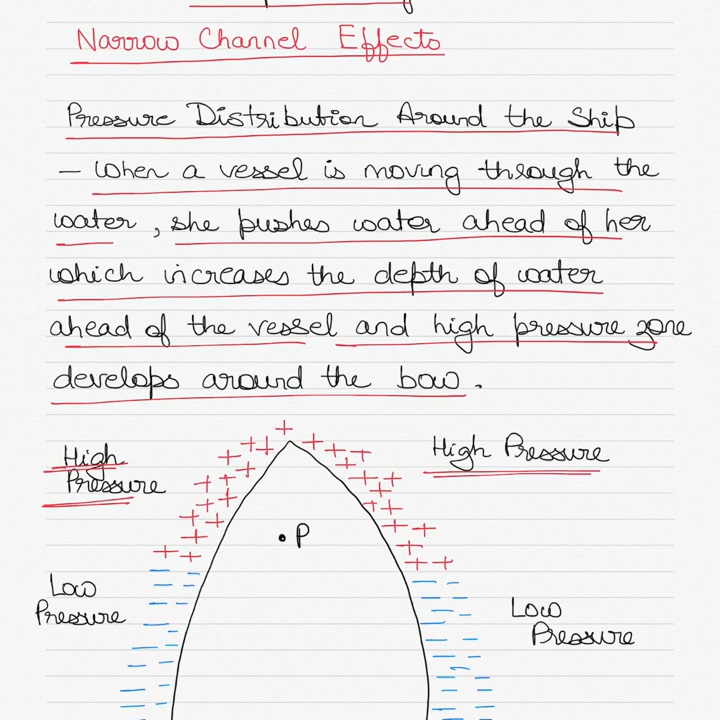 Narrow Channel Effects
Pressure Distribution Around the Ship
– When a vessel is moving through the
water, she pushes water ahead of her
which increases the depth of water
ahead of the vessel and high pressure zone
develops around the bow.
High
Pressure
High Pressure
P
Low
Pressure
Low
Pressure